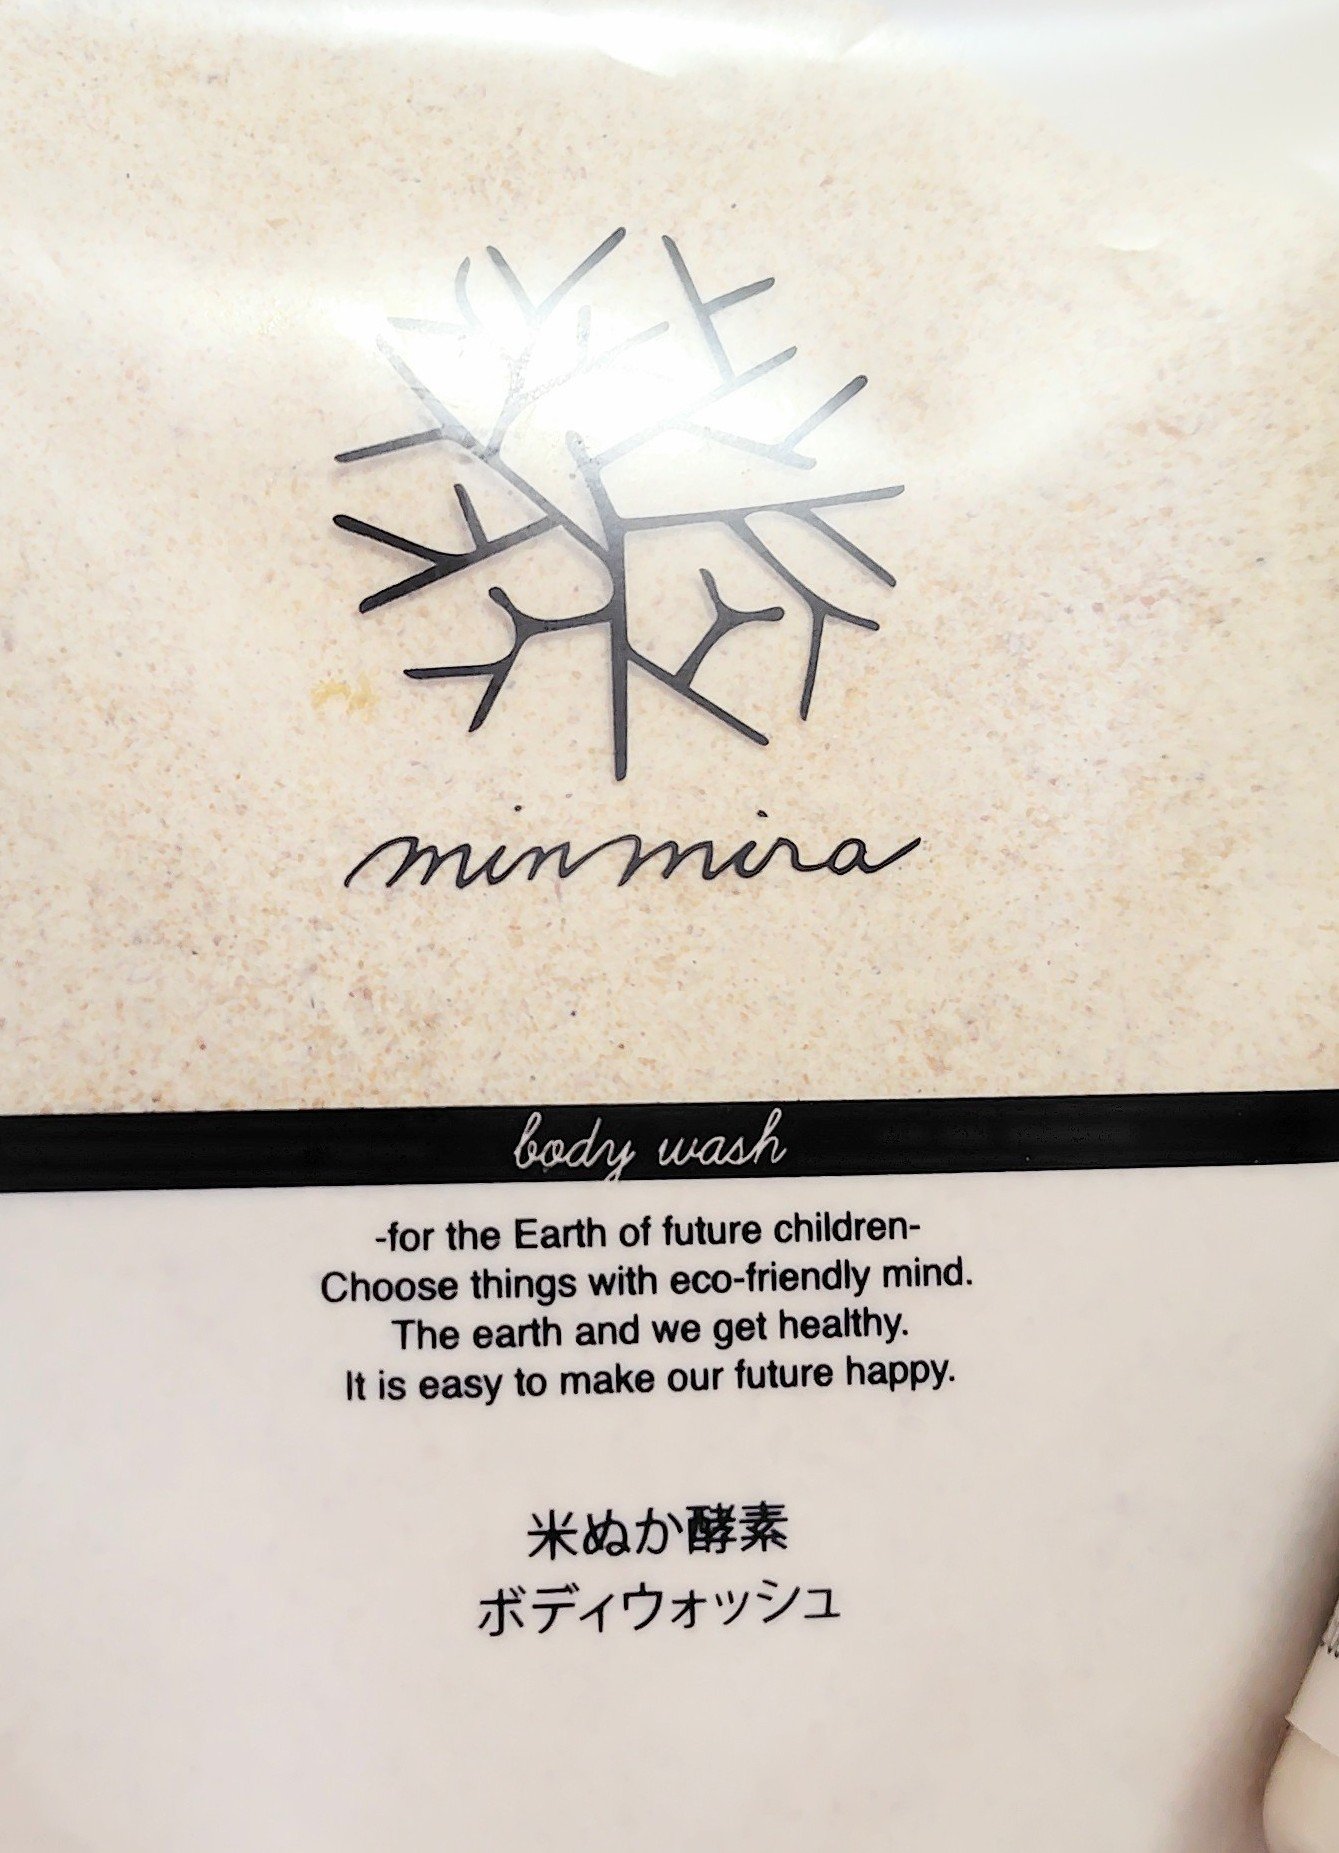 minmira
body wash
-for the Earth of future children-
Choose things with eco-friendly mind.
The earth and we get healthy.
It is easy to make our future happy.
米ぬか酵素
ボディウォッシュ